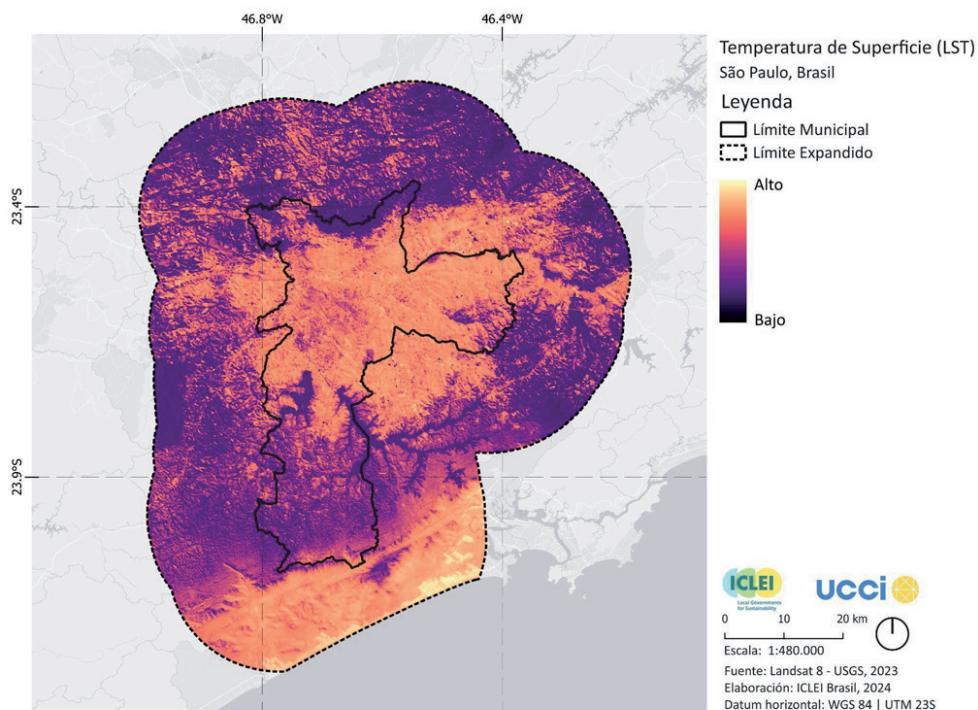 46.8°W
46.4°W
23.4°S
23.9°S
Temperatura de Superficie (LST)
São Paulo, Brasil
Leyenda
Límite Municipal
Límite Expandido
Alto
Bajo
ICLEI
Local Governments
for Sustainability
UCCi
0 10 20 km
Escala: 1:480.000
Fuente: Landsat 8 - USGS, 2023
Elaboración: ICLEI Brasil, 2024
Datum horizontal: WGS 84 | UTM 23S